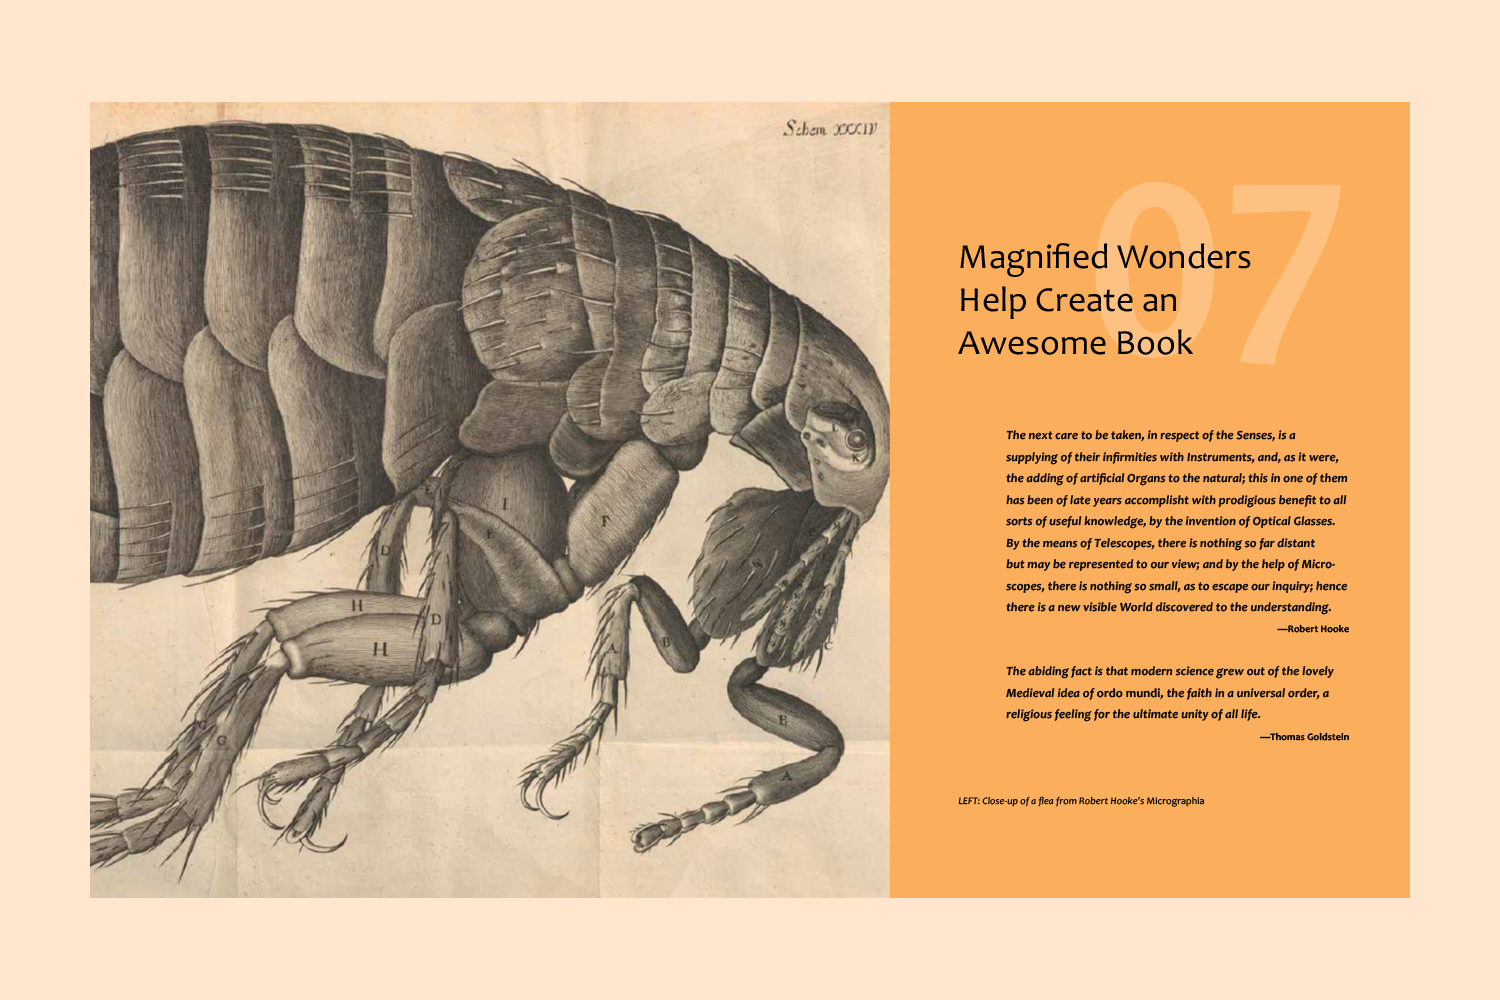 Schem XXXIV
07
Magnified Wonders
Help Create an
Awesome Book
The next care to be taken, in respect of the Senses, is a
supplying of their infirmities with Instruments, and, as it were,
the adding of artificial Organs to the natural; this in one of them
has been of late years accomplisht with prodigious benefit to all
sorts of useful knowledge, by the invention of Optical Glasses.
By the means of Telescopes, there is nothing so far distant
but may be represented to our view; and by the help of Micro-
scopes, there is nothing so small, as to escape our inquiry; hence
there is a new visible World discovered to the understanding.
—Robert Hooke
The abiding fact is that modern science grew out of the lovely
Medieval idea of ordo mundi, the faith in a universal order, a
religious feeling for the ultimate unity of all life.
—Thomas Goldstein
LEFT: Close-up of a flea from Robert Hooke's Micrographia
L
K
I
F
E
D
H
D
H
A
B
C
B
G
G
A